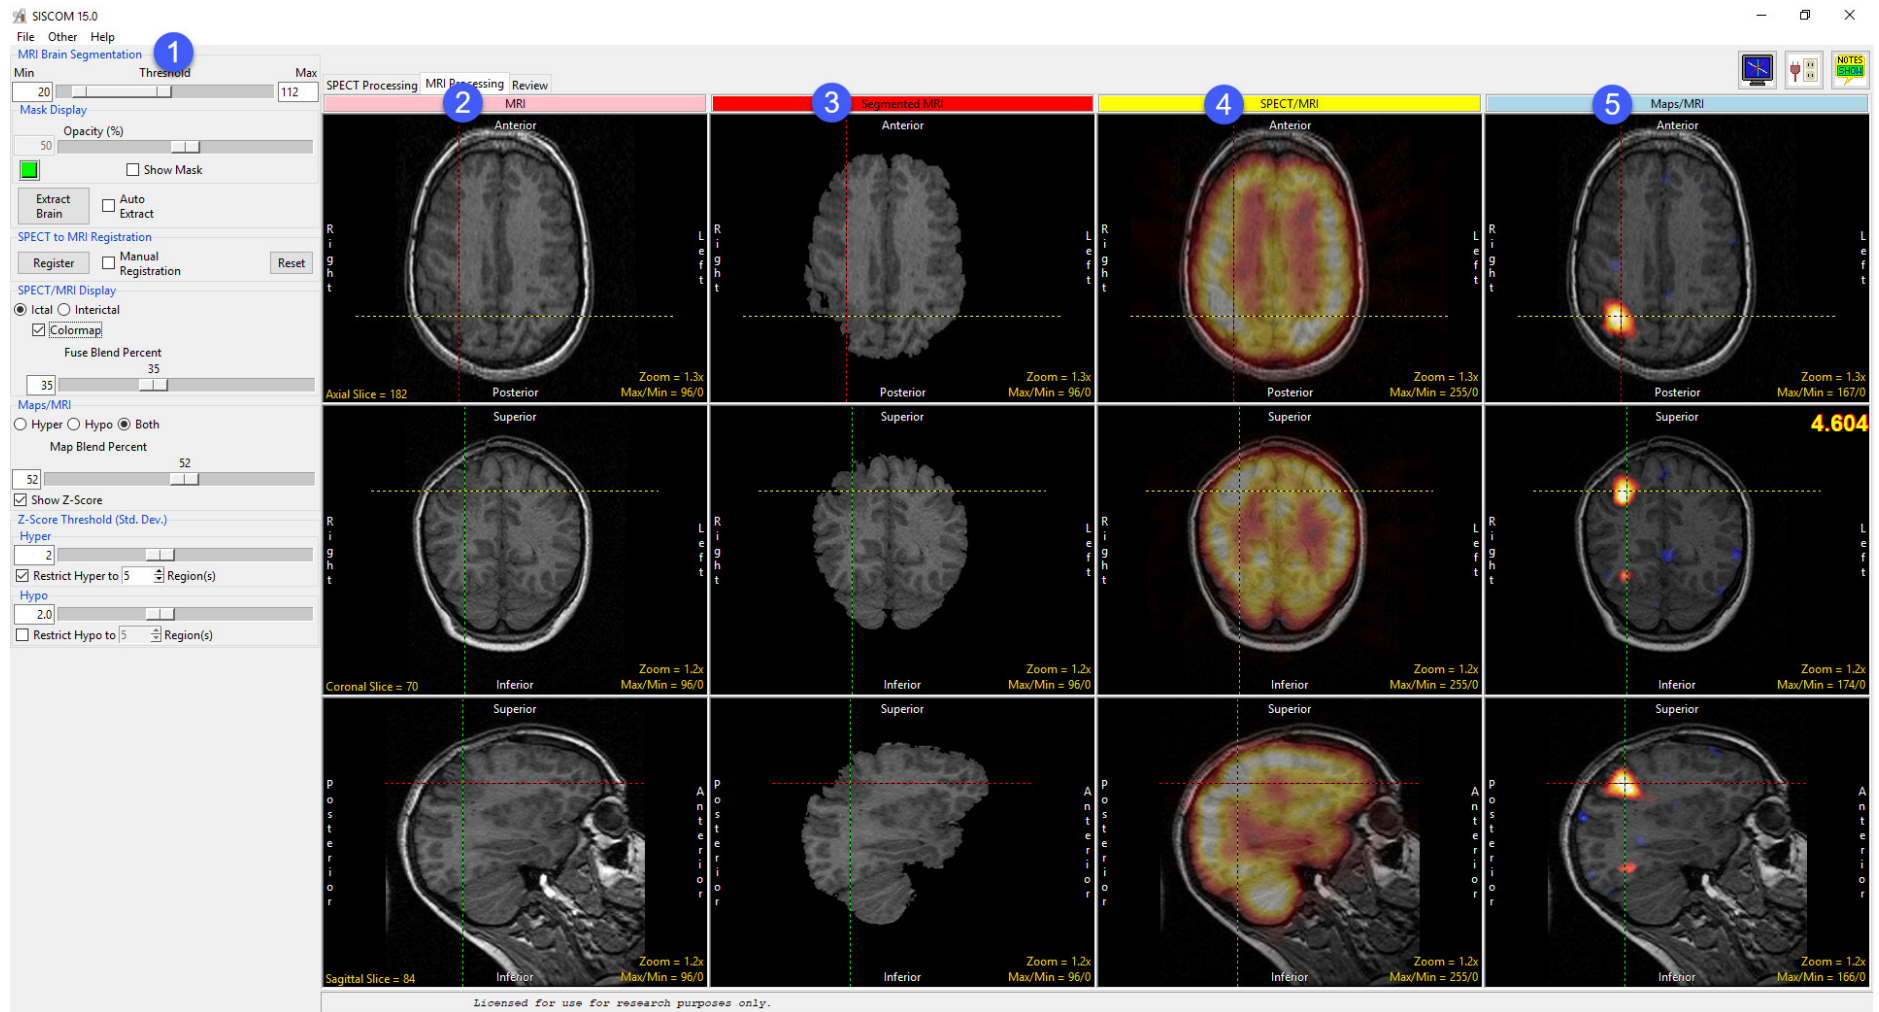 SISCOM 15.0
File Other Help
MRI Brain Segmentation
1
Min Threshold Max
20 112
Mask Display
Opacity (%)
50
Show Mask
Extract Brain
Auto Extract
SPECT to MRI Registration
Register
Manual Registration
Reset
SPECT/MRI Display
Ictal Interictal
Colormap
Fuse Blend Percent
35
35
Maps/MRI
Hyper Hypo Both
Map Blend Percent
52
52
Show Z-Score
Z-Score Threshold (Std. Dev.)
Hyper
2
Restrict Hyper to 5 Region(s)
Hypo
2.0
Restrict Hypo to 5 Region(s)
SPECT Processing MRI Processing Review
NOTES
SHOW
2 3 4 5
MRI Segmented MRI SPECT/MRI Maps/MRI
Anterior Anterior Anterior Anterior
Right Left Right Left Right Left Right Left
Zoom = 1.3x Zoom = 1.3x Zoom = 1.3x Zoom = 1.3x
Axial Slice = 182 Posterior Max/Min = 96/0 Posterior Max/Min = 96/0 Posterior Max/Min = 255/0 Posterior Max/Min = 167/0
Superior Superior Superior Superior
4.604
Right Left Right Left Right Left Right Left
Zoom = 1.2x Zoom = 1.2x Zoom = 1.2x Zoom = 1.2x
Coronal Slice = 70 Inferior Max/Min = 96/0 Inferior Max/Min = 96/0 Inferior Max/Min = 255/0 Inferior Max/Min = 174/0
Superior Superior Superior Superior
Posterior Anterior Posterior Anterior Posterior Anterior Posterior Anterior
Zoom = 1.2x Zoom = 1.2x Zoom = 1.2x Zoom = 1.2x
Sagittal Slice = 84 Inferior Max/Min = 96/0 Inferior Max/Min = 96/0 Inferior Max/Min = 255/0 Inferior Max/Min = 166/0
Licensed for use for research purposes only.